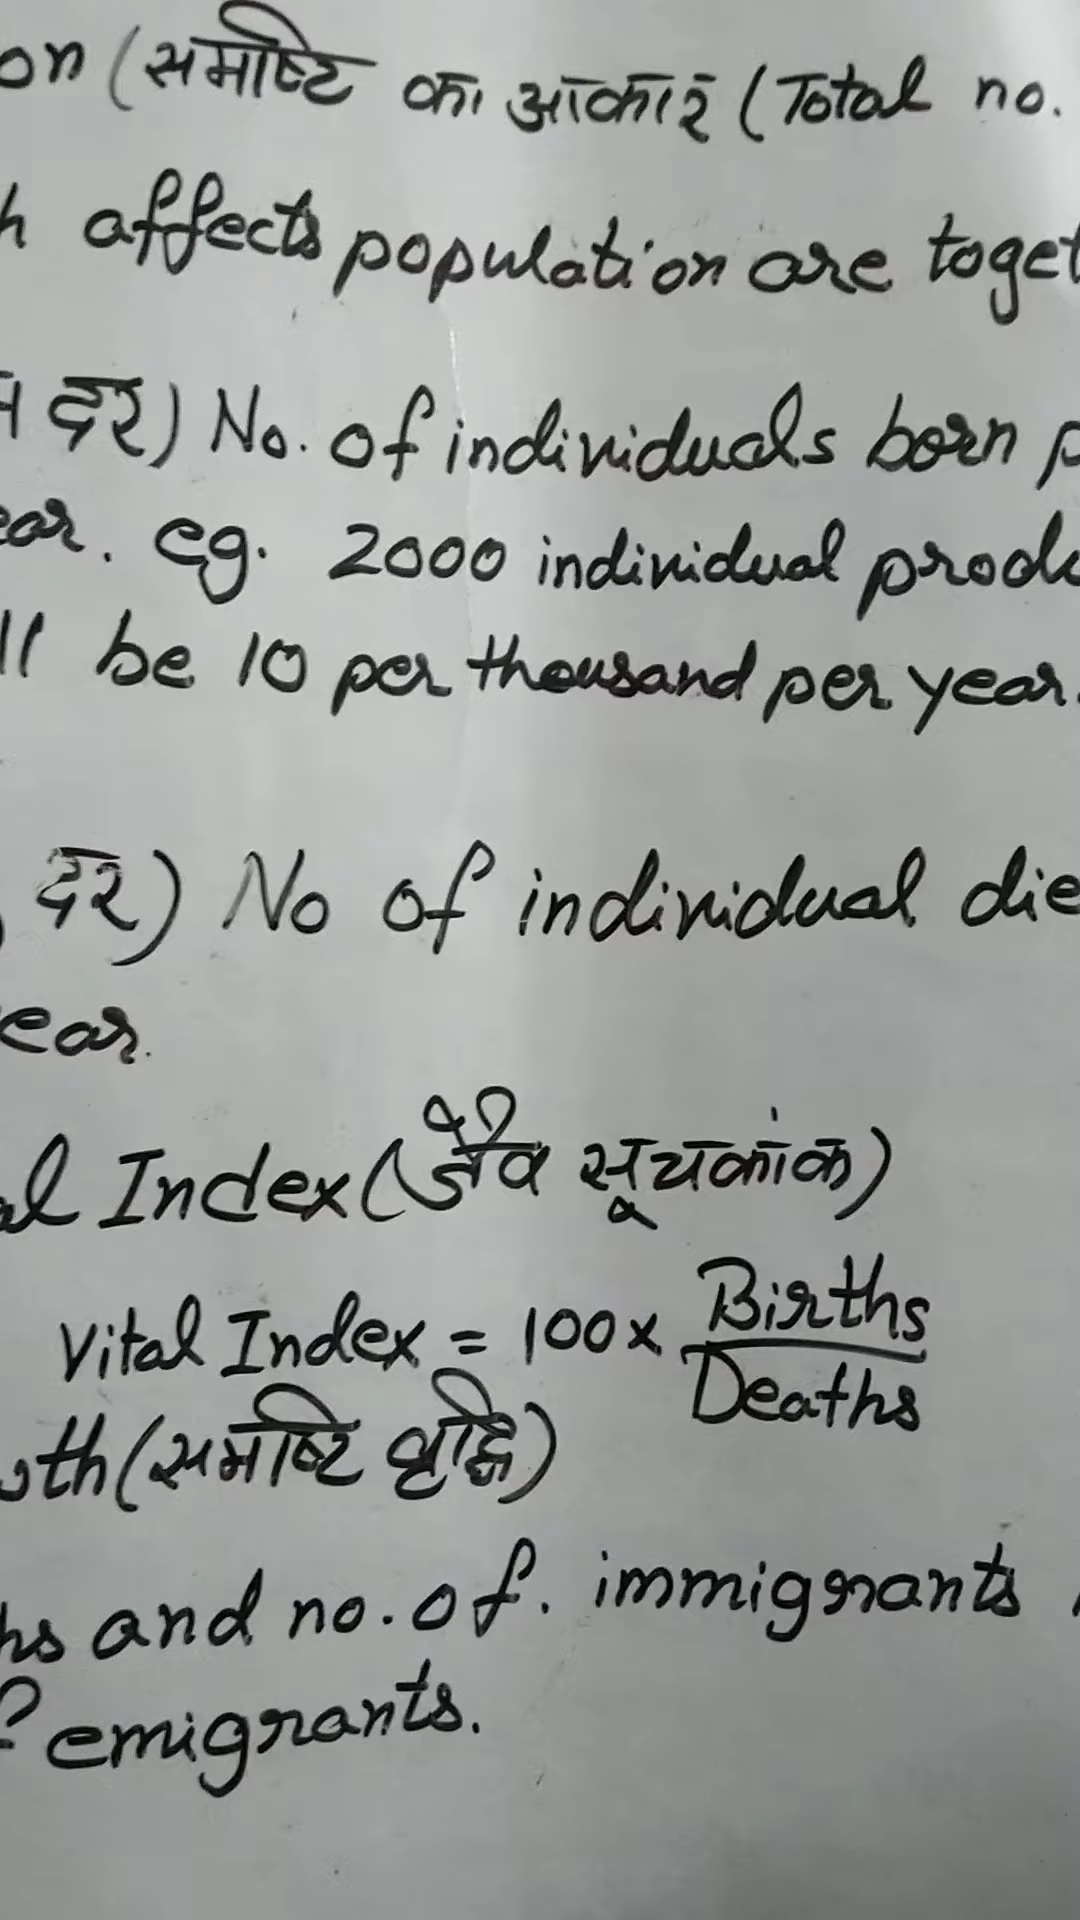 on (समष्टि का आकार (Total no.
h affects population are toget
दर) No. of individuals born p
ear. eg. 2000 individual produ
ll be 10 per thousand per year.
दर) No of individual die
ear.
al Index (जैव सूचकांक)
Vital Index = 100 x Births
Deaths
wth (समष्टि वृद्धि)
hs and no. of. immigrants
f emigrants.